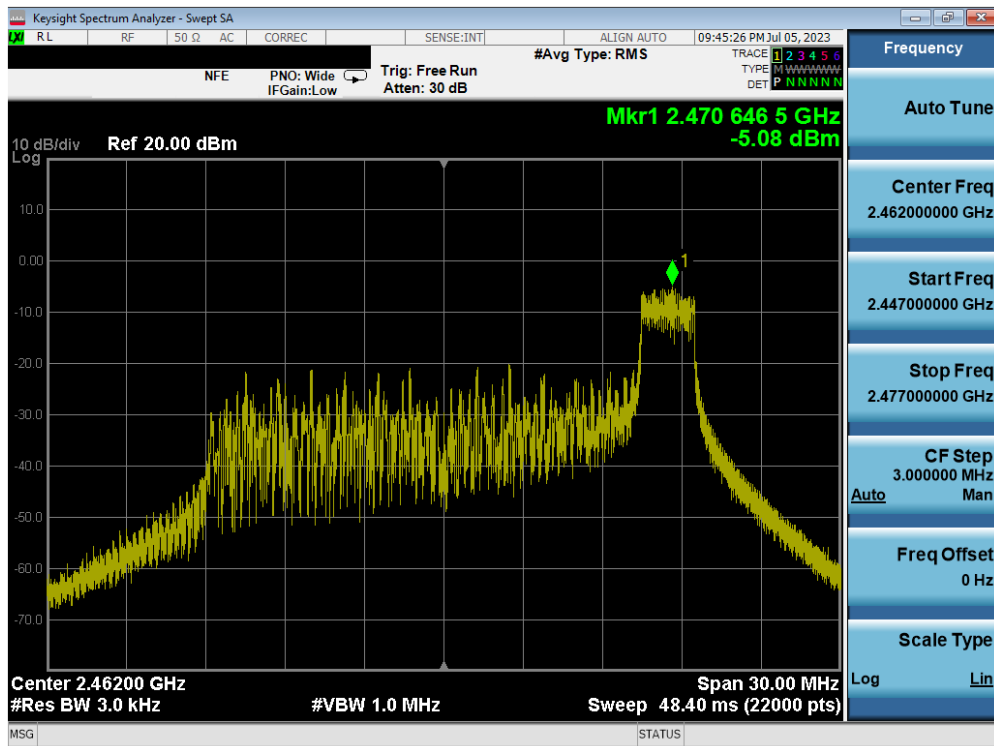 Keysight Spectrum Analyzer - Swept SA
LXI RL RF 50 Ω AC CORREC SENSE:INT ALIGN AUTO 09:45:26 PM Jul 05, 2023
#Avg Type: RMS TRACE 1 2 3 4 5 6
NFE PNO: Wide Trig: Free Run TYPE M WWWWW
IFGain:Low Atten: 30 dB DET P N N N N N
Mkr1 2.470 646 5 GHz
-5.08 dBm
10 dB/div Ref 20.00 dBm
Log
1
10.0
0.00
-10.0
-20.0
-30.0
-40.0
-50.0
-60.0
-70.0
Center 2.46200 GHz Span 30.00 MHz
#Res BW 3.0 kHz #VBW 1.0 MHz Sweep 48.40 ms (22000 pts)
MSG STATUS
Frequency
Auto Tune
Center Freq
2.462000000 GHz
Start Freq
2.447000000 GHz
Stop Freq
2.477000000 GHz
CF Step
3.000000 MHz
Auto Man
Freq Offset
0 Hz
Scale Type
Log Lin